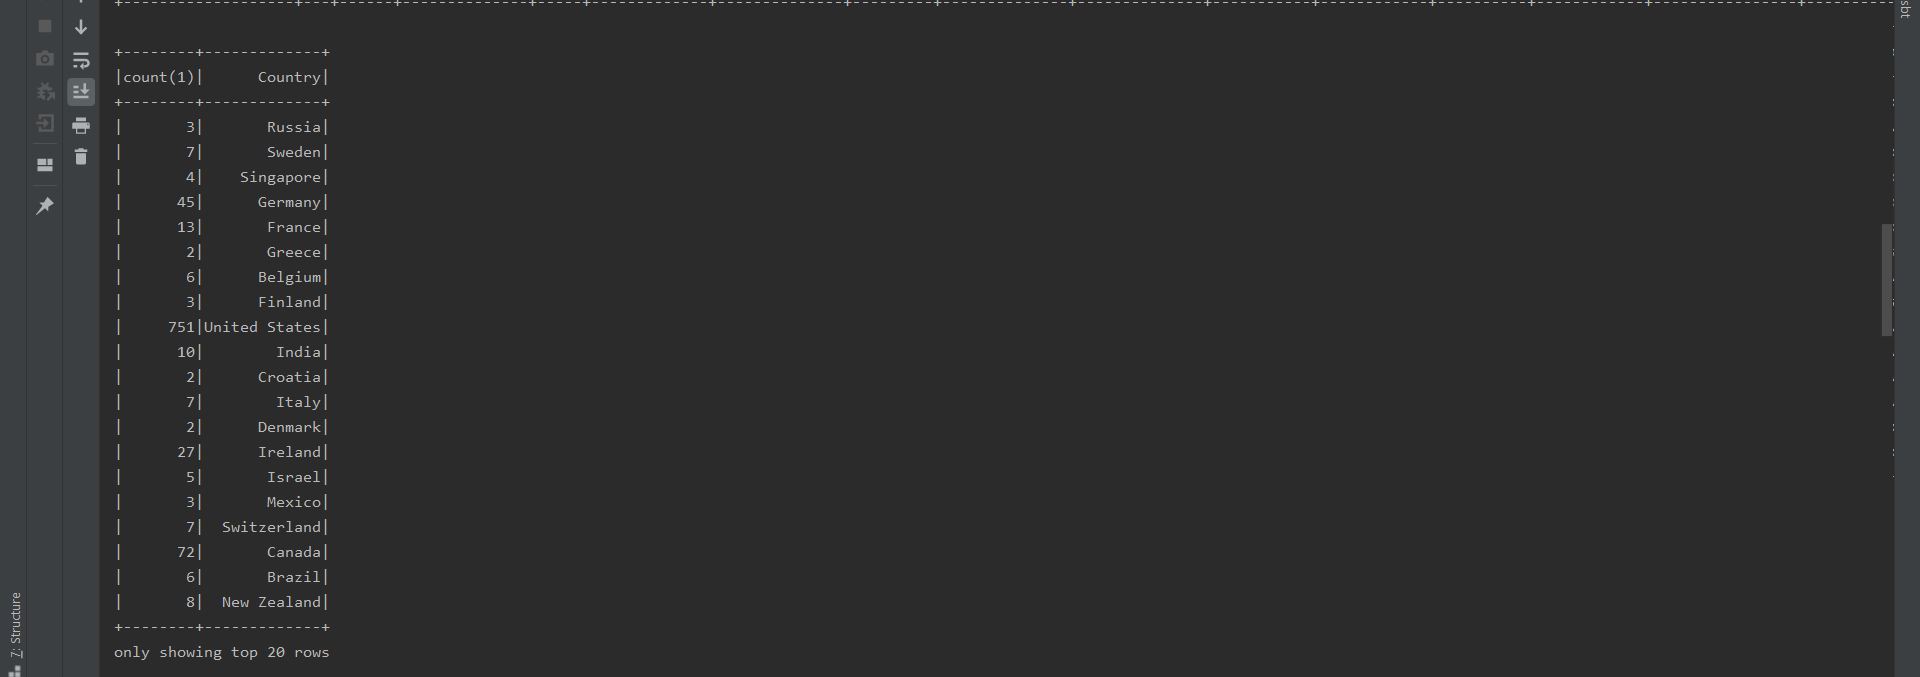 +--------+-------------+
|count(1)|      Country|
+--------+-------------+
|       3|       Russia|
|       7|       Sweden|
|       4|    Singapore|
|      45|      Germany|
|      13|       France|
|       2|       Greece|
|       6|      Belgium|
|       3|      Finland|
|     751|United States|
|      10|        India|
|       2|      Croatia|
|       7|        Italy|
|       2|      Denmark|
|      27|      Ireland|
|       5|       Israel|
|       3|       Mexico|
|       7|  Switzerland|
|      72|       Canada|
|       6|       Brazil|
|       8|  New Zealand|
+--------+-------------+
only showing top 20 rows
7: Structure
sbt